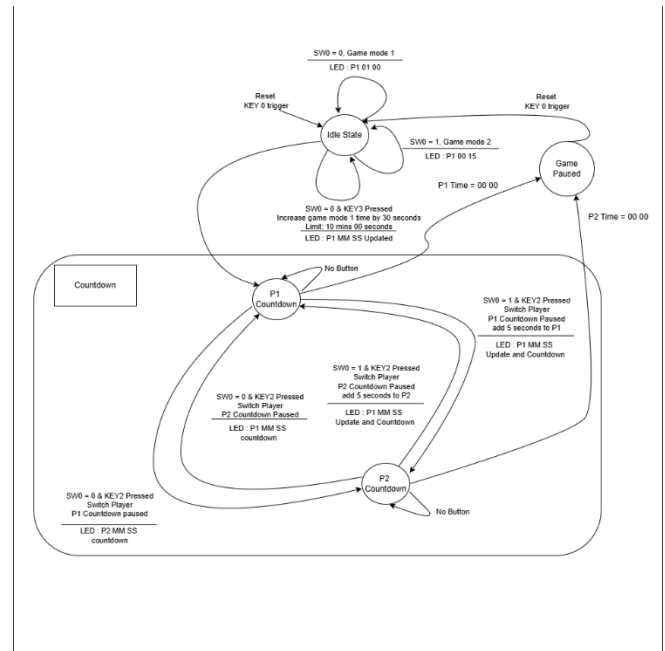 SW0 = 0, Game mode 1
LED : P1 01 00
Reset
KEY 0 trigger
Reset
KEY 0 trigger
Idle State
SW0 = 1, Game mode 2
LED : P1 00 15
Game
Paused
P1 Time = 00 00
P2 Time = 00 00
SW0 = 0 & KEY3 Pressed
Increase game mode 1 time by 30 seconds
Limit: 10 mins 00 seconds
LED : P1 MM SS Updated
Countdown
No Button
P1
Countdown
SW0 = 1 & KEY2 Pressed
Switch Player
P1 Countdown Paused
add 5 seconds to P1
LED : P1 MM SS
Update and Countdown
SW0 = 0 & KEY2 Pressed
Switch Player
P2 Countdown Paused
LED : P1 MM SS
countdown
SW0 = 1 & KEY2 Pressed
Switch Player
P2 Countdown Paused
add 5 seconds to P2
LED : P1 MM SS
Update and Countdown
P2
Countdown
No Button
SW0 = 0 & KEY2 Pressed
Switch Player
P1 Countdown paused
LED : P2 MM SS
countdown